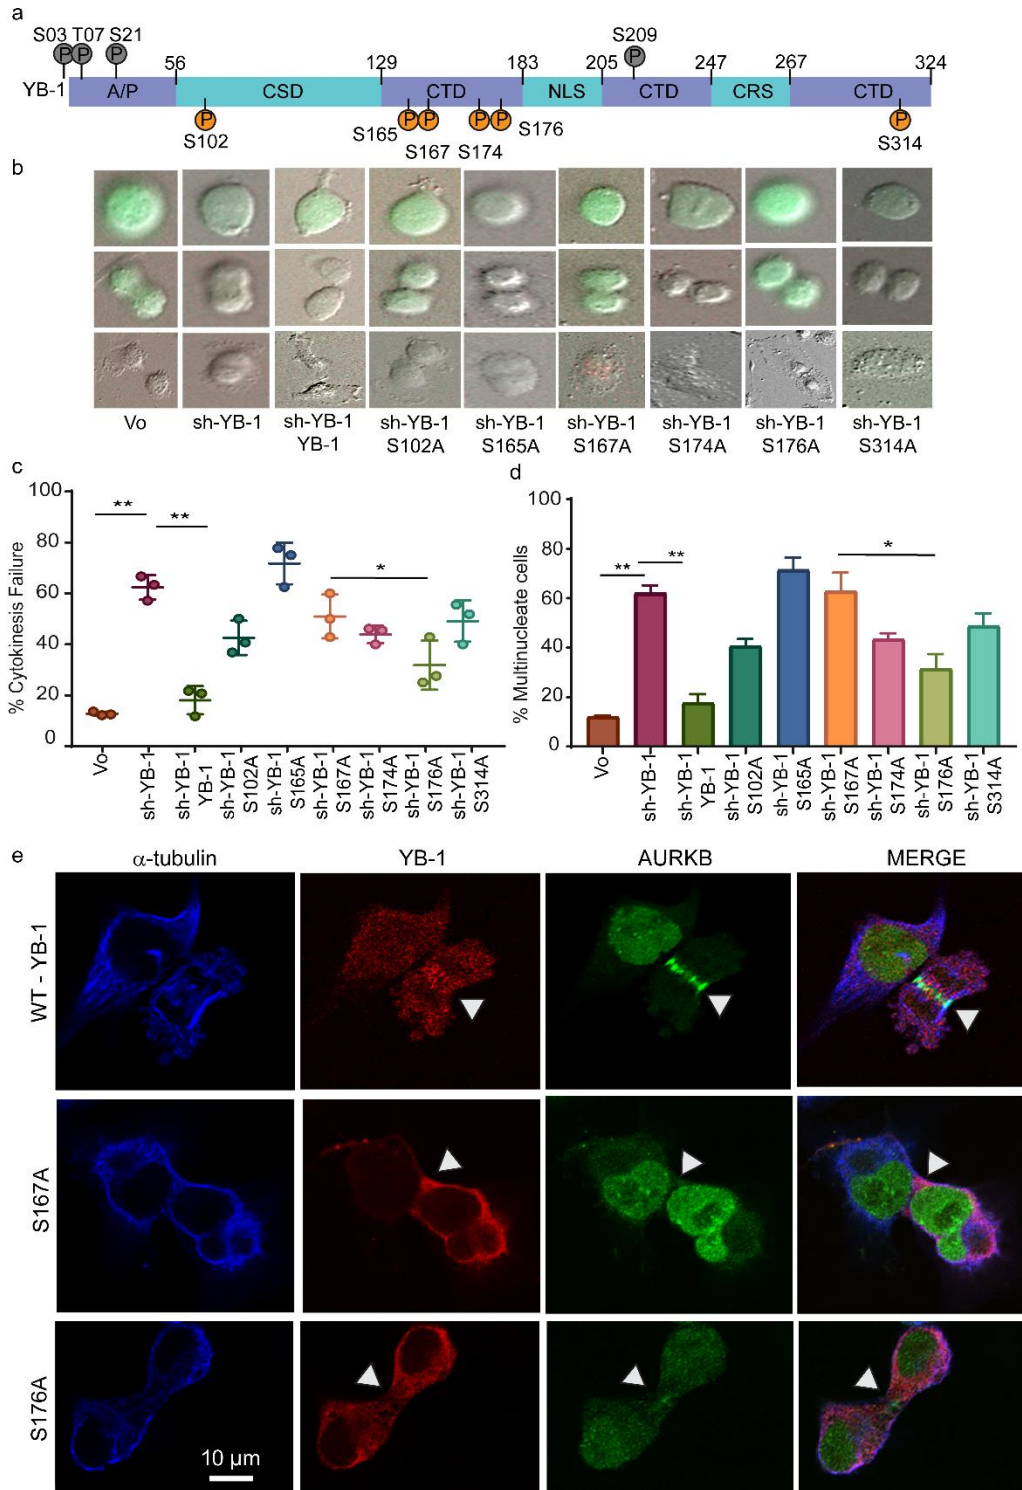 a
S03 T07 S21 S209
56 129 183 205 247 267 324
YB-1 A/P CSD CTD NLS CTD CRS CTD
P P P P P P P P P P
S102 S165 S167 S174 S176 S314
b
Vo sh-YB-1 sh-YB-1 sh-YB-1 sh-YB-1 sh-YB-1 sh-YB-1 sh-YB-1 sh-YB-1
YB-1 S102A S165A S167A S174A S176A S314A
c
% Cytokinesis Failure
100
80
60
40
20
0
** ** *
Vo
sh-YB-1
sh-YB-1 YB-1
sh-YB-1 S102A
sh-YB-1 S165A
sh-YB-1 S167A
sh-YB-1 S174A
sh-YB-1 S176A
sh-YB-1 S314A
d
% Multinucleate cells
100
80
60
40
20
0
** ** *
Vo
sh-YB-1
sh-YB-1 YB-1
sh-YB-1 S102A
sh-YB-1 S165A
sh-YB-1 S167A
sh-YB-1 S174A
sh-YB-1 S176A
sh-YB-1 S314A
e
α-tubulin YB-1 AURKB MERGE
WT - YB-1
S167A
S176A
10 µm